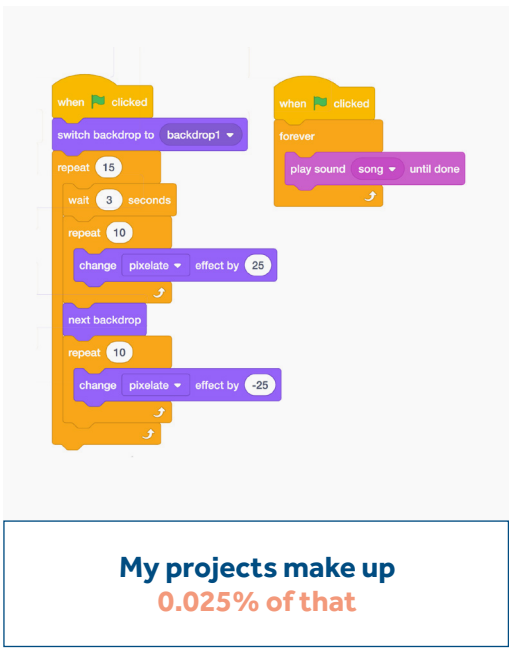 when clicked
switch backdrop to backdrop1
repeat 15
wait 3 seconds
repeat 10
change pixelate effect by 25
next backdrop
repeat 10
change pixelate effect by -25
when clicked
forever
play sound song until done
My projects make up
0.025% of that